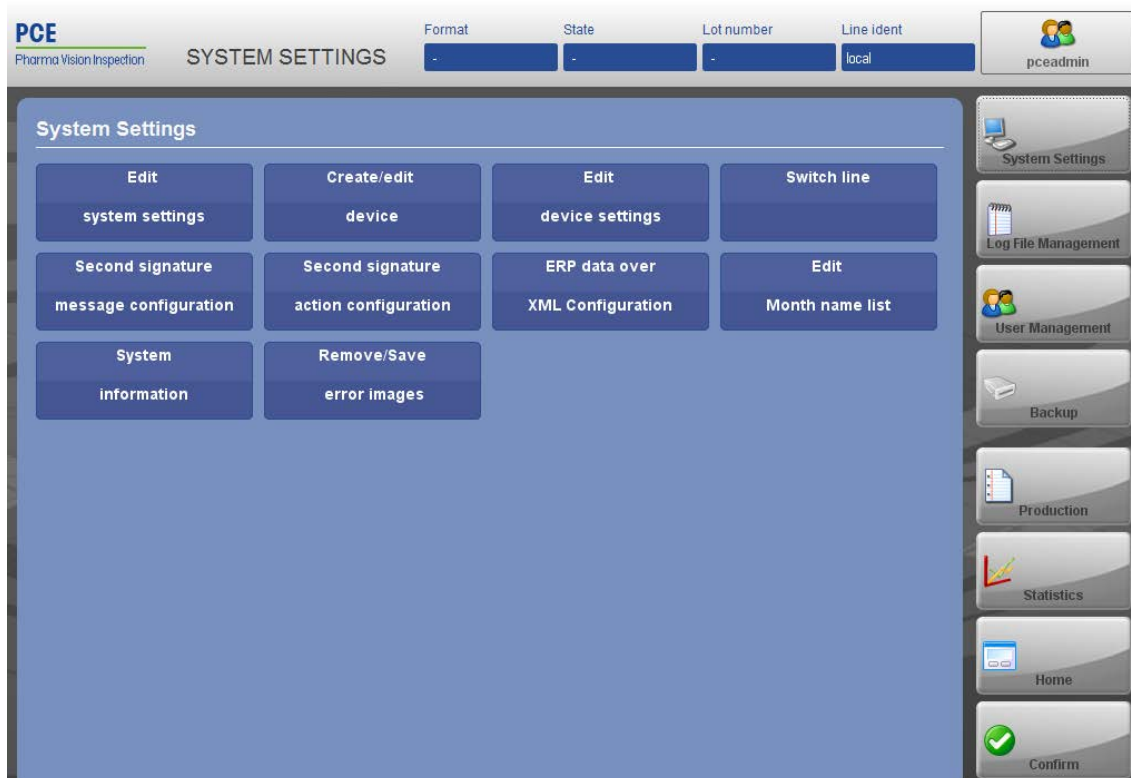 PCE
Pharma Vision Inspection
SYSTEM SETTINGS
Format
State
Lot number
Line ident
-
-
-
local
pceadmin
System Settings
Edit
system settings
Create/edit
device
Edit
device settings
Switch line
Second signature
message configuration
Second signature
action configuration
ERP data over
XML Configuration
Edit
Month name list
System
information
Remove/Save
error images
System Settings
Log File Management
User Management
Backup
Production
Statistics
Home
Confirm